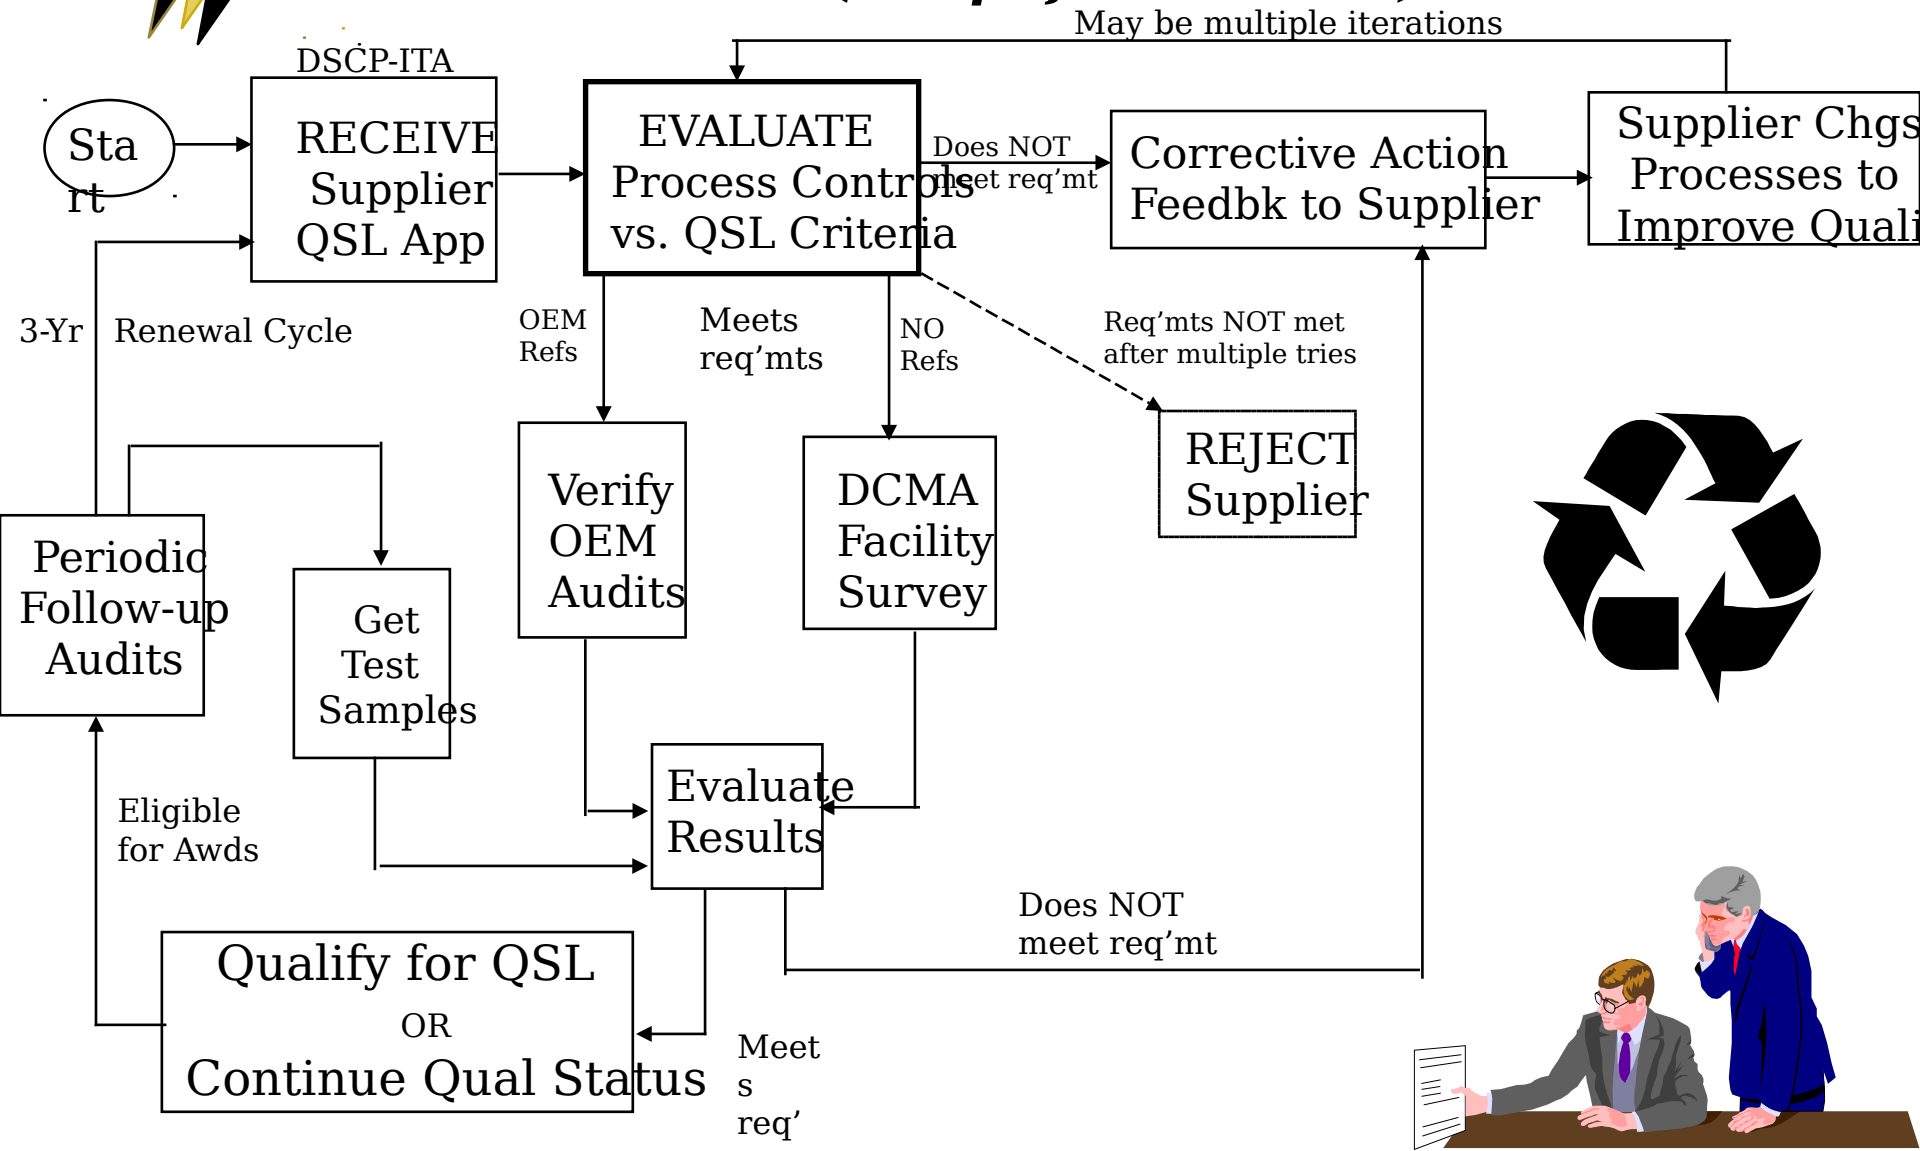 May be multiple iterations
DSCP-ITA
Sta
rt
RECEIVE
Supplier
QSL App
EVALUATE
Process Controls
vs. QSL Criteria
Does NOT
meet req’mt
Corrective Action
Feedbk to Supplier
Supplier Chgs
Processes to
Improve Quali
3-Yr
Renewal Cycle
OEM
Refs
Meets
req’mts
NO
Refs
Req’mts NOT met
after multiple tries
REJECT
Supplier
Verify
OEM
Audits
DCMA
Facility
Survey
Periodic
Follow-up
Audits
Get
Test
Samples
Evaluate
Results
Eligible
for Awds
Does NOT
meet req’mt
Qualify for QSL
OR
Continue Qual Status
Meet
s
req’